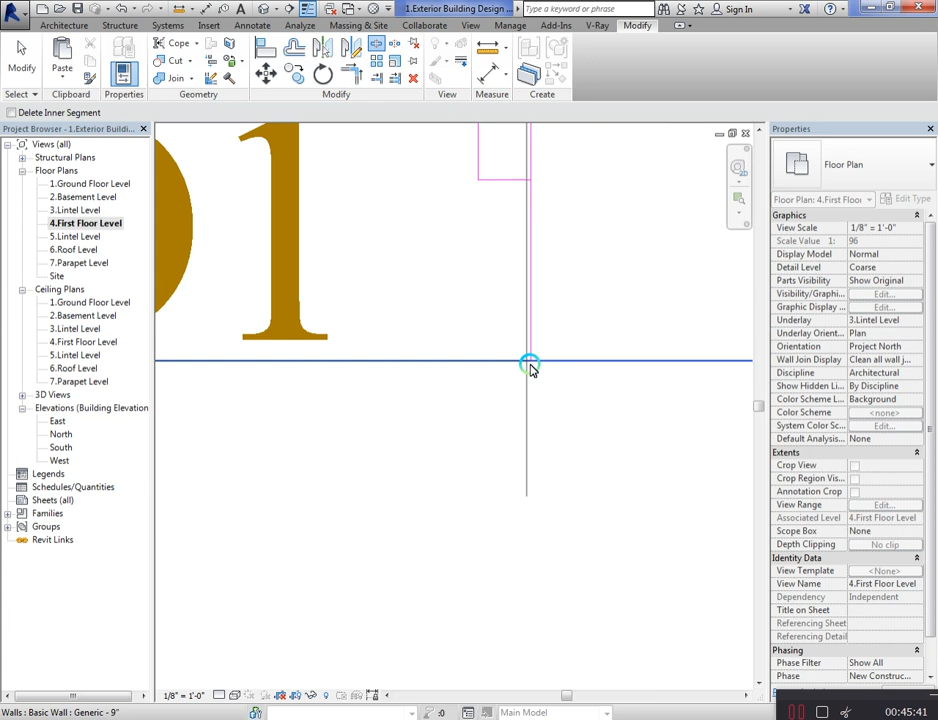 1.Exterior Building Design ...
Type a keyword or phrase
Sign In
Architecture Structure Systems Insert Annotate Analyze Massing & Site Collaborate View Manage Add-Ins V-Ray Modify
Modify Paste Cope Cut Join
Select Clipboard Properties Geometry Modify View Measure Create
Delete Inner Segment
Project Browser - 1.Exterior Buildi...
Views (all)
Structural Plans
Floor Plans
1.Ground Floor Level
2.Basement Level
3.Lintel Level
4.First Floor Level
5.Lintel Level
6.Roof Level
7.Parapet Level
Site
Ceiling Plans
1.Ground Floor Level
2.Basement Level
3.Lintel Level
4.First Floor Level
5.Lintel Level
6.Roof Level
7.Parapet Level
3D Views
Elevations (Building Elevation
East
North
South
West
Legends
Schedules/Quantities
Sheets (all)
Families
Groups
Revit Links
1
Properties
Floor Plan
Floor Plan: 4.First Floor
Edit Type
Graphics
View Scale 1/8" = 1'-0"
Scale Value 1: 96
Display Model Normal
Detail Level Coarse
Parts Visibility Show Original
Visibility/Graphi... Edit...
Graphic Display ... Edit...
Underlay 3.Lintel Level
Underlay Orient... Plan
Orientation Project North
Wall Join Display Clean all wall j...
Discipline Architectural
Show Hidden Li... By Discipline
Color Scheme L... Background
Color Scheme <none>
System Color Sc... Edit...
Default Analysis... None
Extents
Crop View
Crop Region Vis...
Annotation Crop
View Range Edit...
Associated Level 4.First Floor Level
Scope Box None
Depth Clipping No clip
Identity Data
View Template <None>
View Name 4.First Floor Level
Dependency Independent
Title on Sheet
Referencing Sheet
Referencing Detail
Phasing
Phase Filter Show All
Phase New Construc...
1/8" = 1'-0"
Walls : Basic Wall : Generic - 9"
:0
Main Model
00:45:41